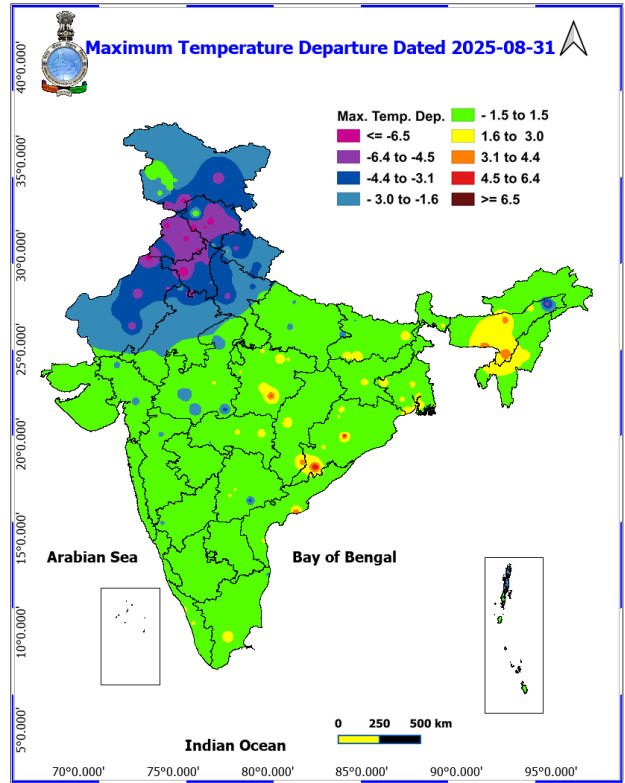 Maximum Temperature Departure Dated 2025-08-31
Max. Temp. Dep.
<= -6.5
-6.4 to -4.5
-4.4 to -3.1
- 3.0 to -1.6
- 1.5 to 1.5
1.6 to 3.0
3.1 to 4.4
4.5 to 6.4
>= 6.5
40°0.000'
35°0.000'
30°0.000'
25°0.000'
20°0.000'
15°0.000'
10°0.000'
5°0.000'
Arabian Sea
Bay of Bengal
Indian Ocean
0 250 500 km
70°0.000' 75°0.000' 80°0.000' 85°0.000' 90°0.000' 95°0.000'